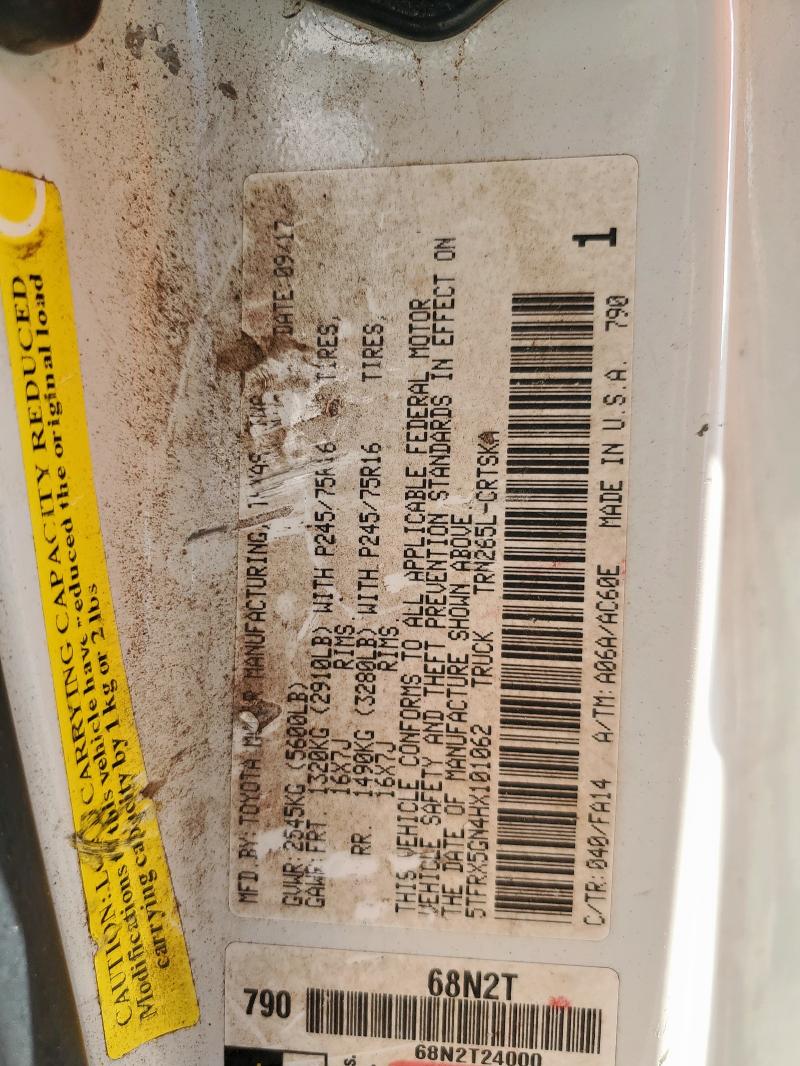 CAUTION: CARRYING CAPACITY REDUCED
Modifications this vehicle have reduced the original load
carrying capacity by 1 kg or 2 lbs
MFD BY: TOYOTA MANUFACTURING, DATE: 09/17
GVWR: 2545KG (5600LB)
GAWR: FRT. 1320KG (2910LB) WITH P245/75R16 TIRES,
16X7J RIMS
RR. 1490KG (3280LB) WITH P245/75R16 TIRES,
16X7J RIMS
THIS VEHICLE CONFORMS TO ALL APPLICABLE FEDERAL MOTOR
VEHICLE SAFETY AND THEFT PREVENTION STANDARDS IN EFFECT ON
THE DATE OF MANUFACTURE SHOWN ABOVE
5TFRX5GN4HX101062 TRUCK TRN265L-CRTSKA
1
C/TR: 040/FA14 A/TM: A06A/AC60E MADE IN U.S.A. 790
68N2T
790
68N2T24000